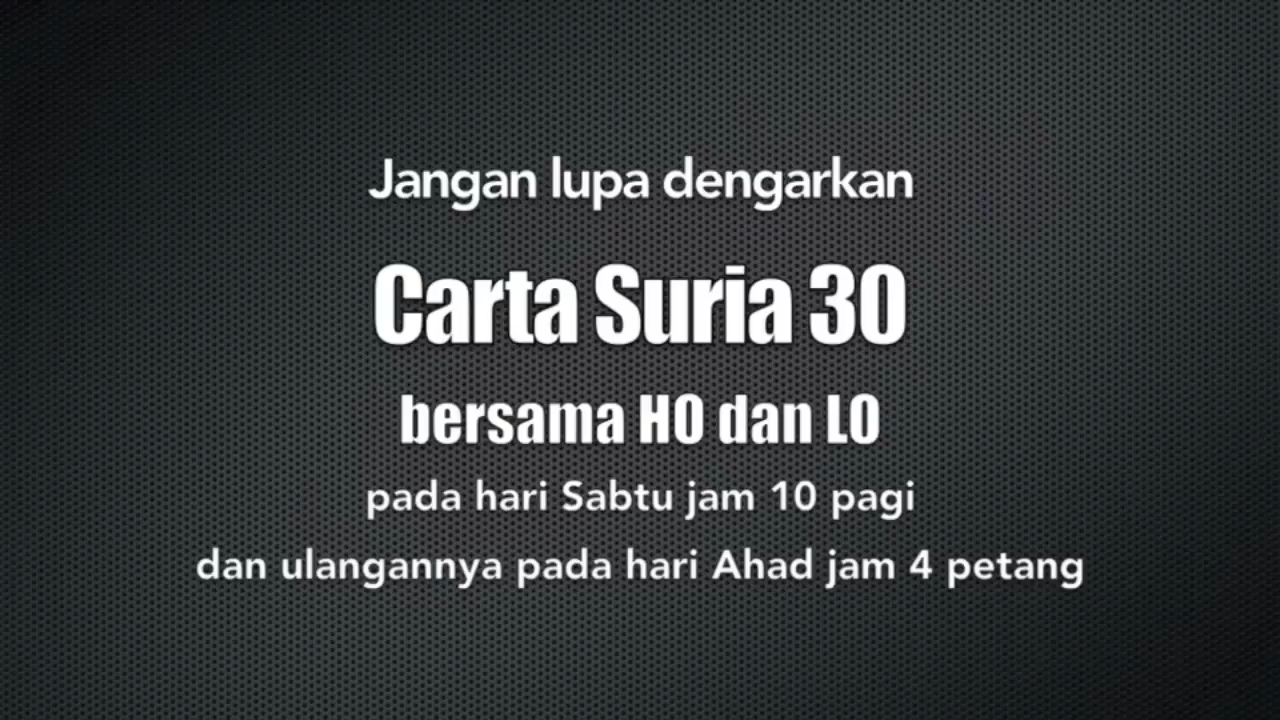 Jangan lupa dengarkan
Carta Suria 30
bersama HO dan LO
pada hari Sabtu jam 10 pagi
dan ulangannya pada hari Ahad jam 4 petang